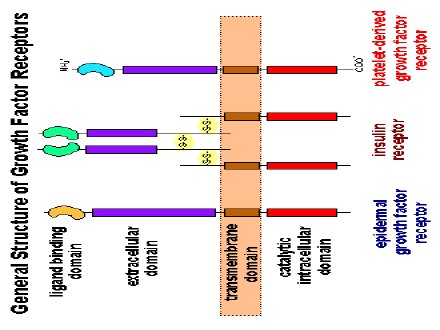 General Structure of Growth Factor Receptors
ligand binding
domain
extracellular
domain
transmembrane
domain
catalytic
intracellular
domain
NH₃⁺
-S-S-
-S-S-
-S-S-
COO⁻
epidermal
growth factor
receptor
insulin
receptor
platelet-derived
growth factor
receptor